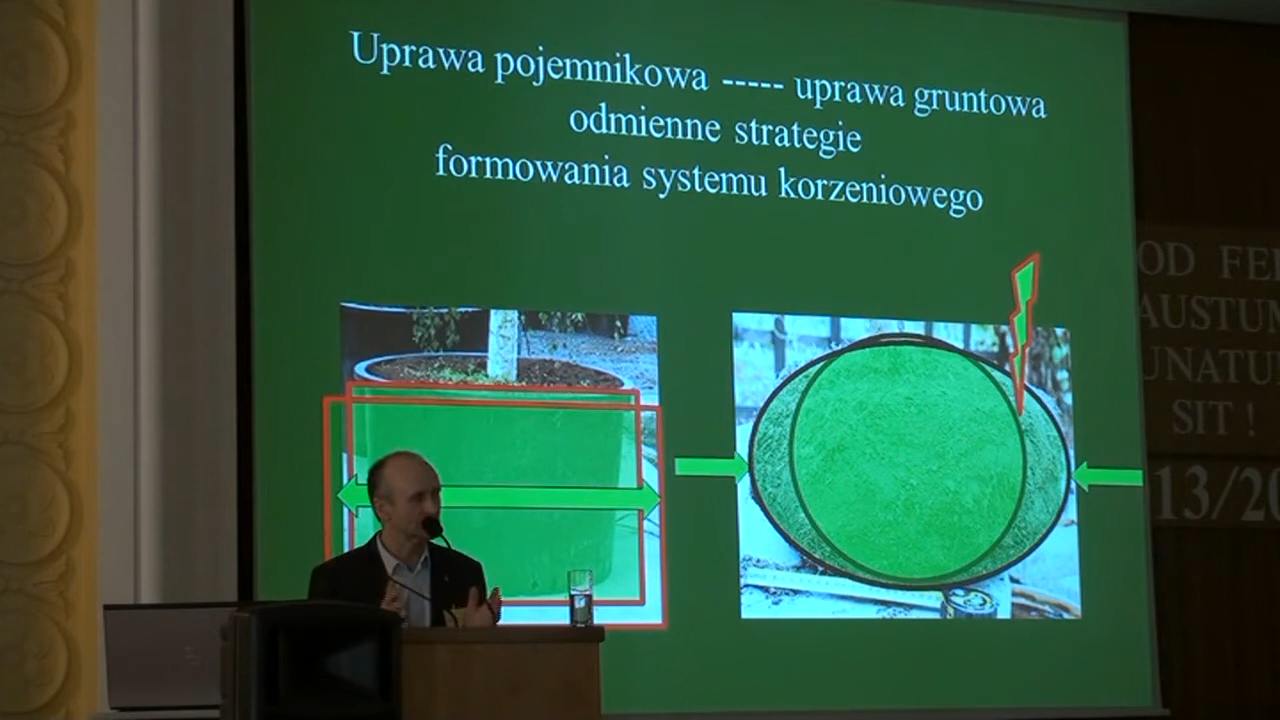 Uprawa pojemnikowa ----- uprawa gruntowa
odmienne strategie
formowania systemu korzeniowego
OD FE
AUSTUM
UNATU
SIT !
13/20